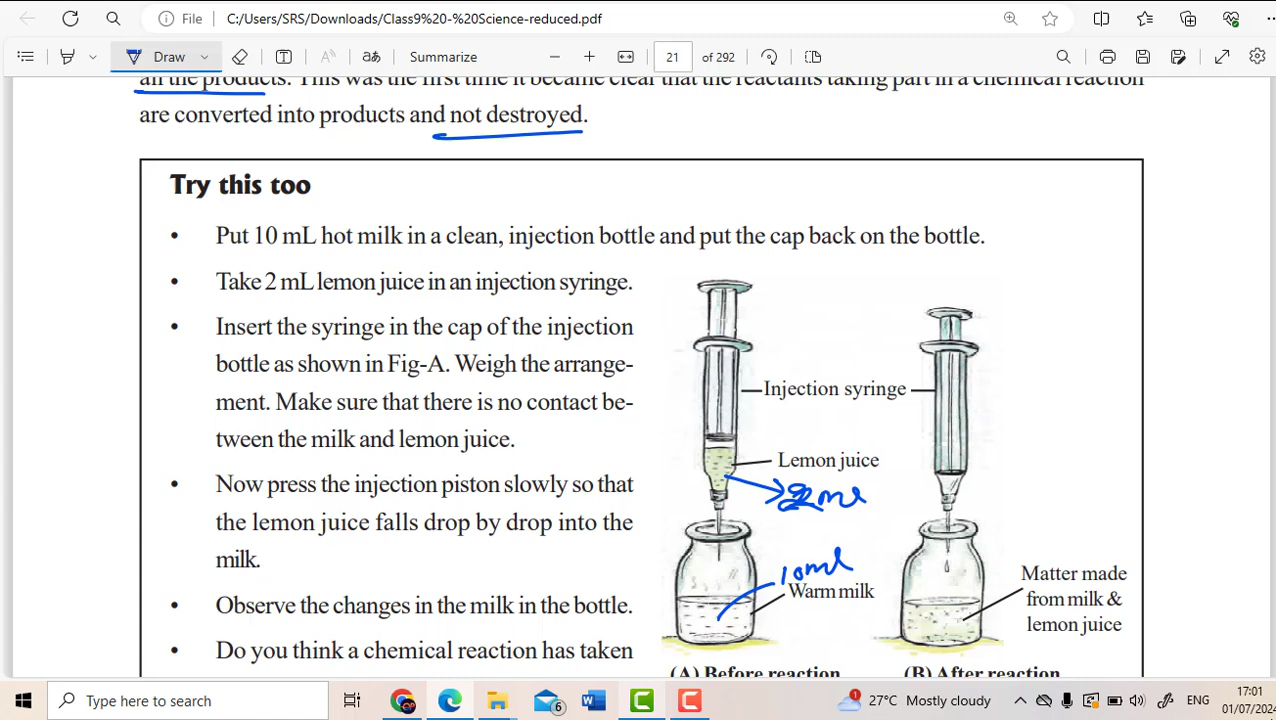 File
C:/Users/SRS/Downloads/Class9%20-%20Science-reduced.pdf
Draw
Summarize
21 of 292
all the products. This was the first time it became clear that the reactants taking part in a chemical reaction
are converted into products and not destroyed.
Try this too
• Put 10 mL hot milk in a clean, injection bottle and put the cap back on the bottle.
• Take 2 mL lemon juice in an injection syringe.
• Insert the syringe in the cap of the injection
bottle as shown in Fig-A. Weigh the arrange-
ment. Make sure that there is no contact be-
tween the milk and lemon juice.
• Now press the injection piston slowly so that
the lemon juice falls drop by drop into the
milk.
• Observe the changes in the milk in the bottle.
• Do you think a chemical reaction has taken
Injection syringe
Lemon juice
2 ml
10ml
Warm milk
Matter made
from milk &
lemon juice
(A) Before reaction
(B) After reaction
Type here to search
6
1
27°C Mostly cloudy
ENG
17:01
01/07/2024